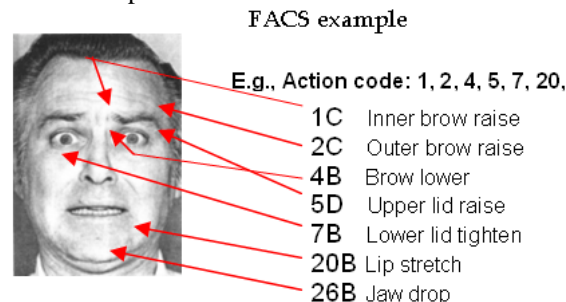 FACS example
E.g., Action code: 1, 2, 4, 5, 7, 20,
1C Inner brow raise
2C Outer brow raise
4B Brow lower
5D Upper lid raise
7B Lower lid tighten
20B Lip stretch
26B Jaw drop